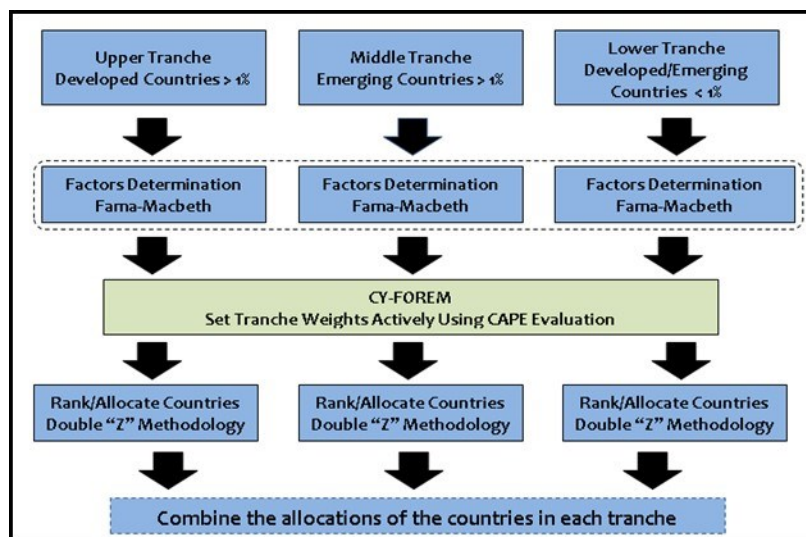 Upper Tranche
Developed Countries > 1%
Middle Tranche
Emerging Countries > 1%
Lower Tranche
Developed/Emerging
Countries < 1%
Factors Determination
Fama-Macbeth
Factors Determination
Fama-Macbeth
Factors Determination
Fama-Macbeth
CY-FOREM
Set Tranche Weights Actively Using CAPE Evaluation
Rank/Allocate Countries
Double “Z” Methodology
Rank/Allocate Countries
Double “Z” Methodology
Rank/Allocate Countries
Double “Z” Methodology
Combine the allocations of the countries in each tranche